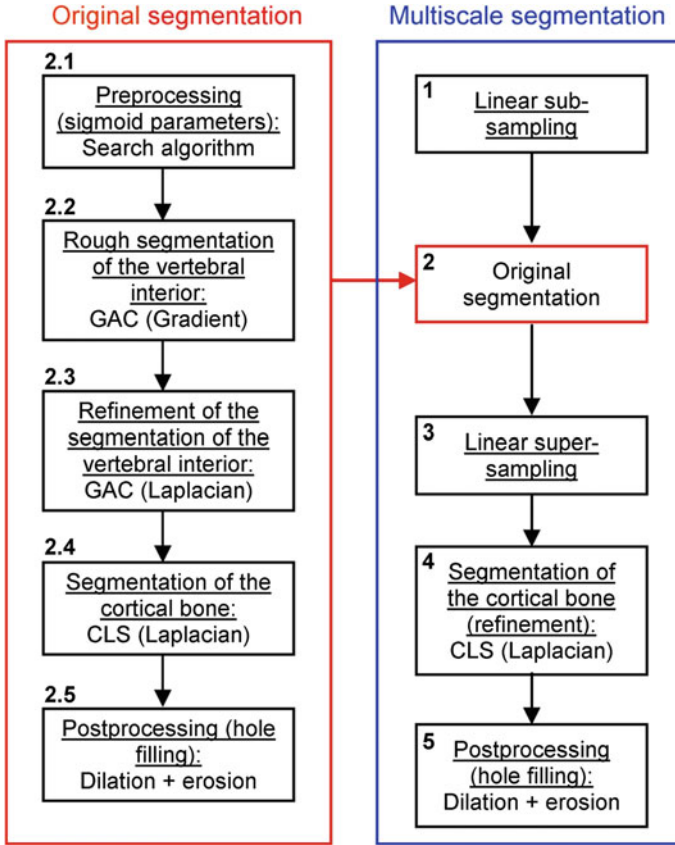 Original segmentation
2.1
Preprocessing
(sigmoid parameters):
Search algorithm
2.2
Rough segmentation
of the vertebral
interior:
GAC (Gradient)
2.3
Refinement of the
segmentation of the
vertebral interior:
GAC (Laplacian)
2.4
Segmentation of the
cortical bone:
CLS (Laplacian)
2.5
Postprocessing (hole
filling):
Dilation + erosion
Multiscale segmentation
1
Linear sub-
sampling
2
Original
segmentation
3
Linear super-
sampling
4
Segmentation of
the cortical bone
(refinement):
CLS (Laplacian)
5
Postprocessing
(hole filling):
Dilation + erosion